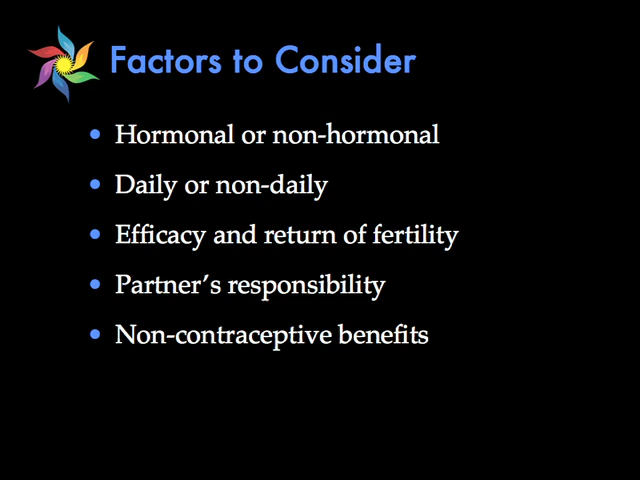 Factors to Consider
• Hormonal or non-hormonal
• Daily or non-daily
• Efficacy and return of fertility
• Partner's responsibility
• Non-contraceptive benefits